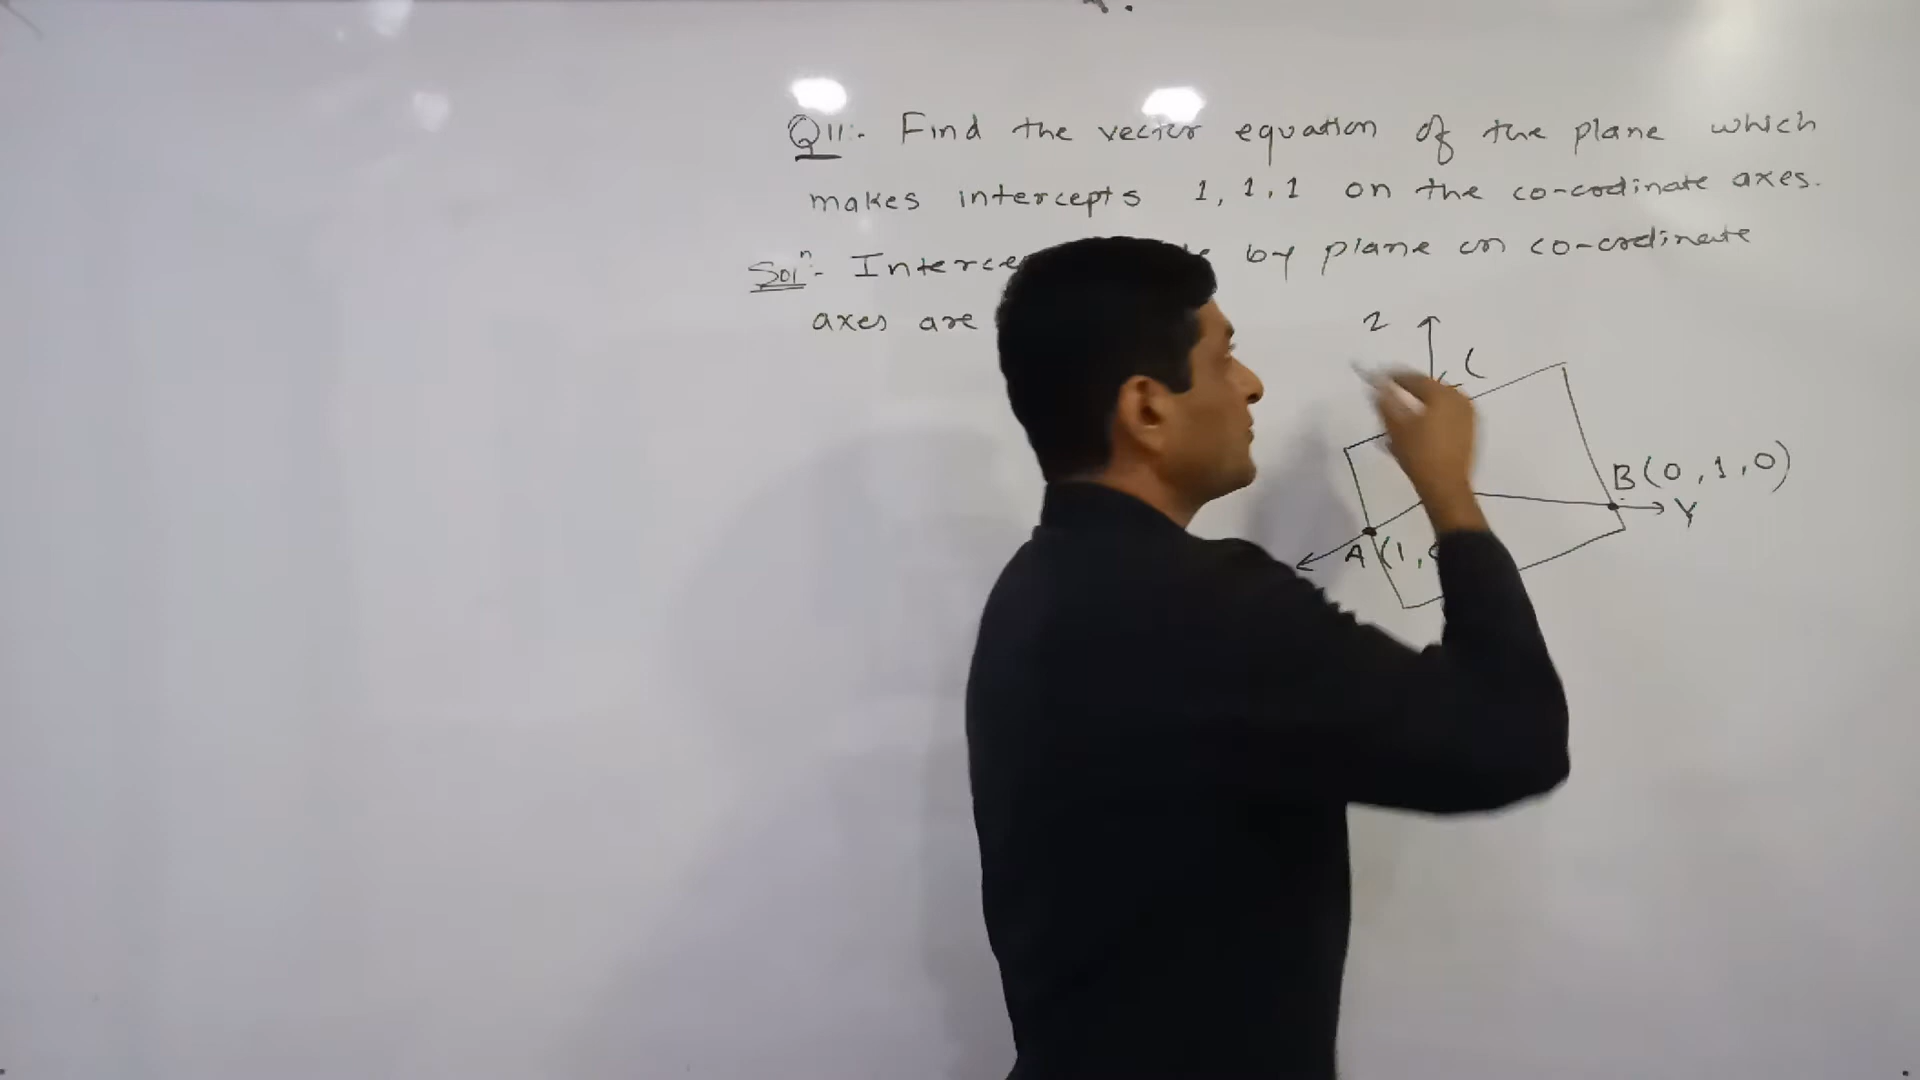 Q11:- Find the vector equation of the plane which
makes intercepts 1, 1, 1 on the co-ordinate axes.
Solⁿ:- by plane on co-ordinate
axes are
Z
C
B(0,1,0)
Y
A(1,